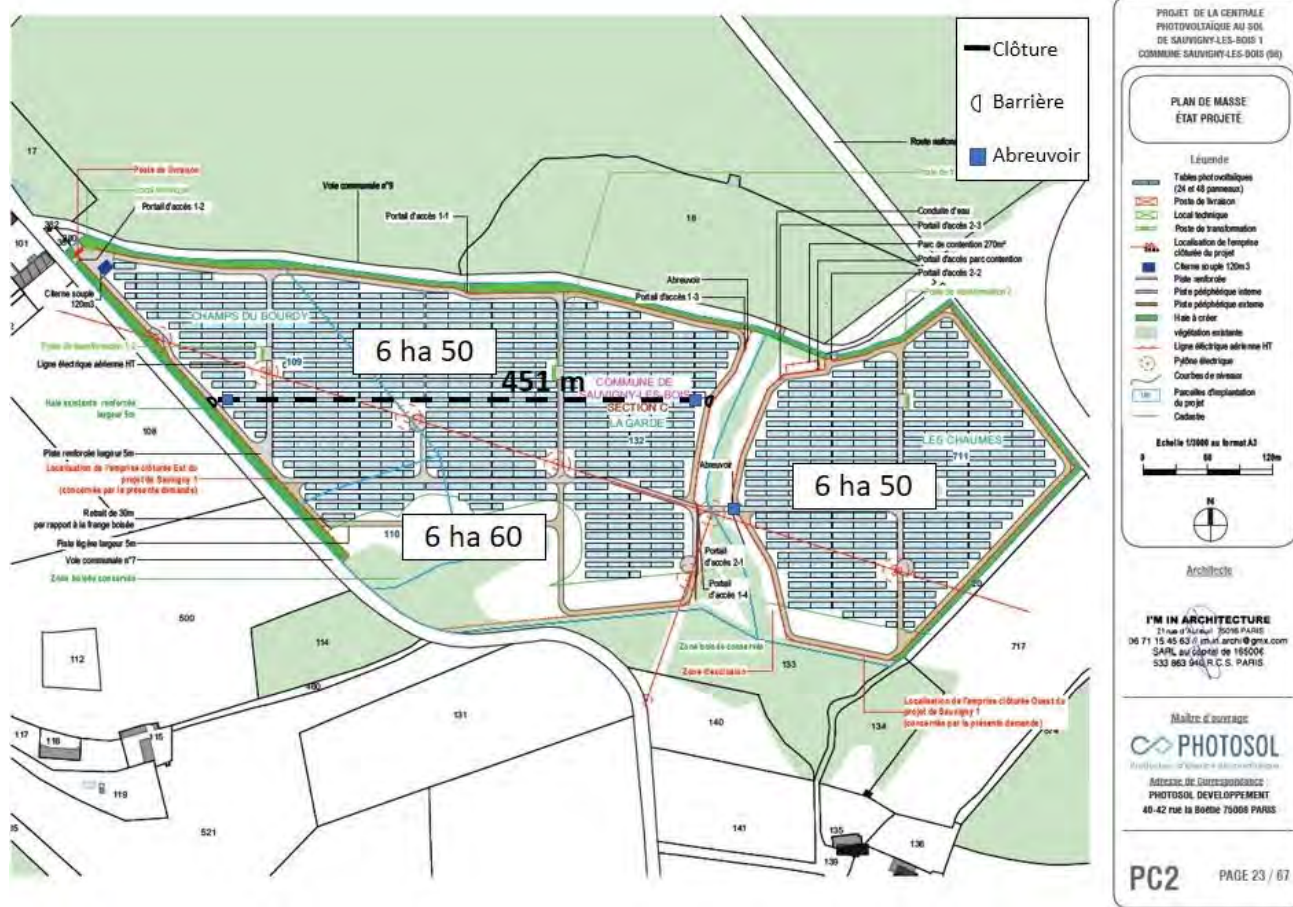 Clôture
Barrière
Abreuvoir
17
Poste de livraison
Portail d'accès 1-2
Voie communale n°9
Portail d'accès 1-1
18
Conduite d'eau
Portail d'accès 2-3
Parc de contention 270m²
Portail d'accès parc contention
Portail d'accès 2-2
Abreuvoir
Portail d'accès 1-3
101
Citerne souple
120m3
CHAMPS DU BOURDY
109
6 ha 50
451 m
COMMUNE DE
SAUVIGNY-LES-BOIS
SECTION C
LA GARDE
132
Ligne électrique aérienne HT
Haie existante renforcée
largeur 5m
108
Piste renforcée largeur 5m
Localisation de l'emprise clôturée Est du
projet de Sauvigny 1
(concernée par la présente demande)
Retrait de 30m
par rapport à la frange boisée
Piste légère largeur 5m
Voie communale n°7
Zone boisée conservée
110
6 ha 60
Abreuvoir
LES CHAUMES
711
6 ha 50
Portail
d'accès 2-1
Portail
d'accès 1-4
Zone boisée conservée
Zone d'exclusion
133
717
Localisation de l'emprise clôturée Ouest du
projet de Sauvigny 1
(concernée par la présente demande)
134
500
114
112
131
140
117
116
115
119
521
141
135
139
136
PROJET DE LA CENTRALE
PHOTOVOLTAÏQUE AU SOL
DE SAUVIGNY-LES-BOIS 1
COMMUNE SAUVIGNY-LES-BOIS (58)
PLAN DE MASSE
ÉTAT PROJETÉ
Légende
Tables photovoltaïques
(24 et 48 panneaux)
Poste de livraison
Local technique
Poste de transformation
Localisation de l'emprise
clôturée du projet
Citerne souple 120m3
Piste renforcée
Piste périphérique interne
Piste périphérique externe
Haie à créer
végétation existante
Ligne éléctrique aérienne HT
Pylône éléctrique
Courbes de niveaux
Parcelles d'implantation
du projet
Cadastre
Echelle 1/3000 au format A3
0 60 120m
N
Architecte
I'M IN ARCHITECTURE
75016 PARIS
06 71 15 45 63
533 863 940 R.C.S. PARIS
Maître d'ouvrage
PHOTOSOL
Adresse de Correspondance
PHOTOSOL DEVELOPPEMENT
40-42 rue la Boétie 75008 PARIS
PC2
PAGE 23 / 67